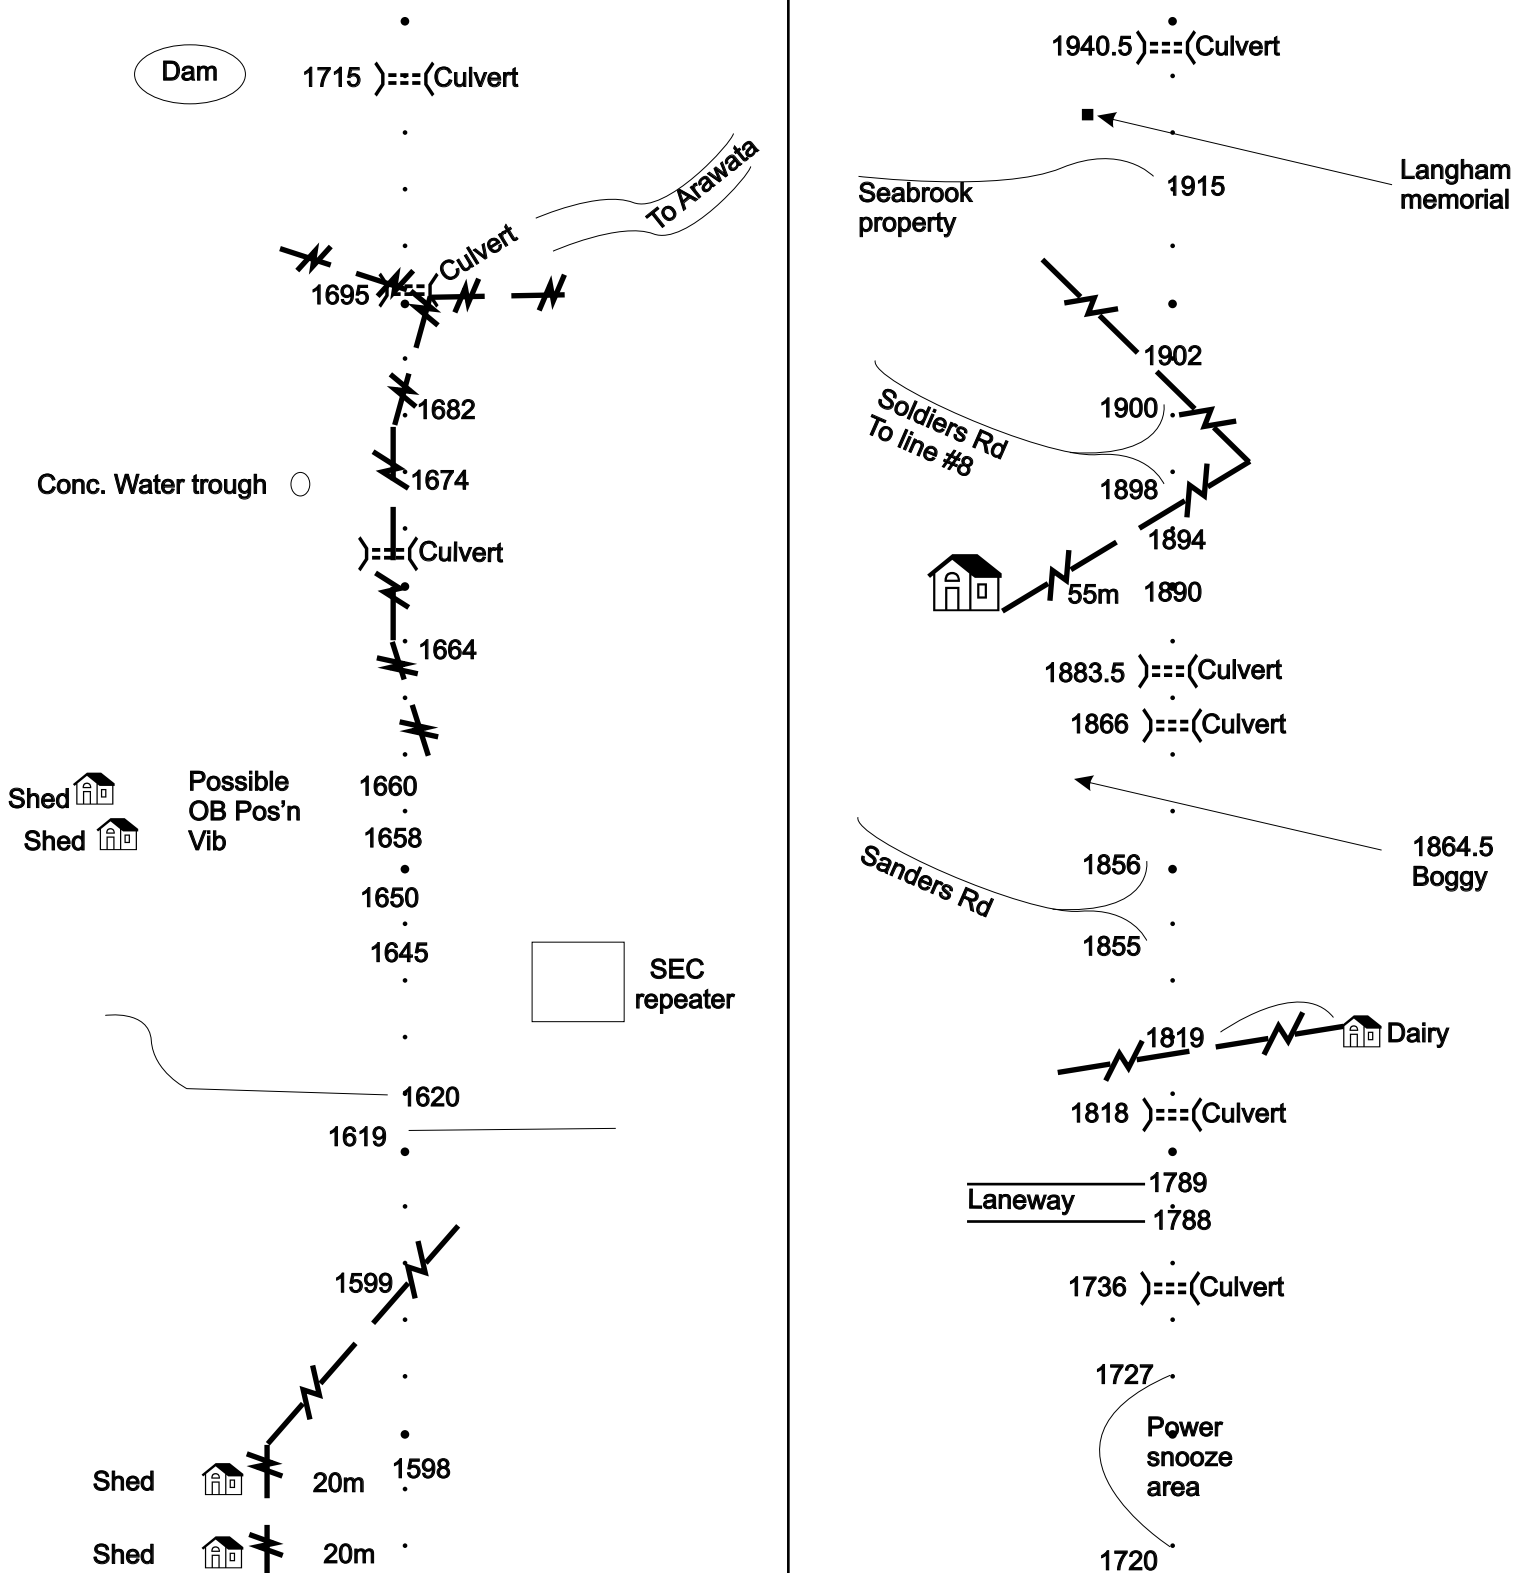 Dam
1715
Culvert
To Arawata
Culvert
1695
1682
1674
Conc. Water trough
Culvert
1664
1660
Possible
OB Pos'n
Vib
Shed
Shed
1658
1650
1645
SEC
repeater
1620
1619
1599
1598
Shed
20m
Shed
20m
1940.5
Culvert
Langham
memorial
1915
Seabrook
property
1902
1900
Soldiers Rd
To line #8
1898
1894
55m
1890
1883.5
Culvert
1866
Culvert
1864.5
Boggy
1856
Sanders Rd
1855
1819
Dairy
1818
Culvert
1789
Laneway
1788
1736
Culvert
1727
Power
snooze
area
1720